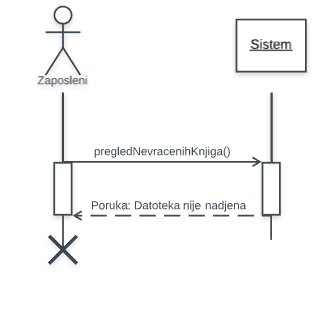 Zaposleni
Sistem
pregledNevracenihKnjiga()
Poruka: Datoteka nije nadjena